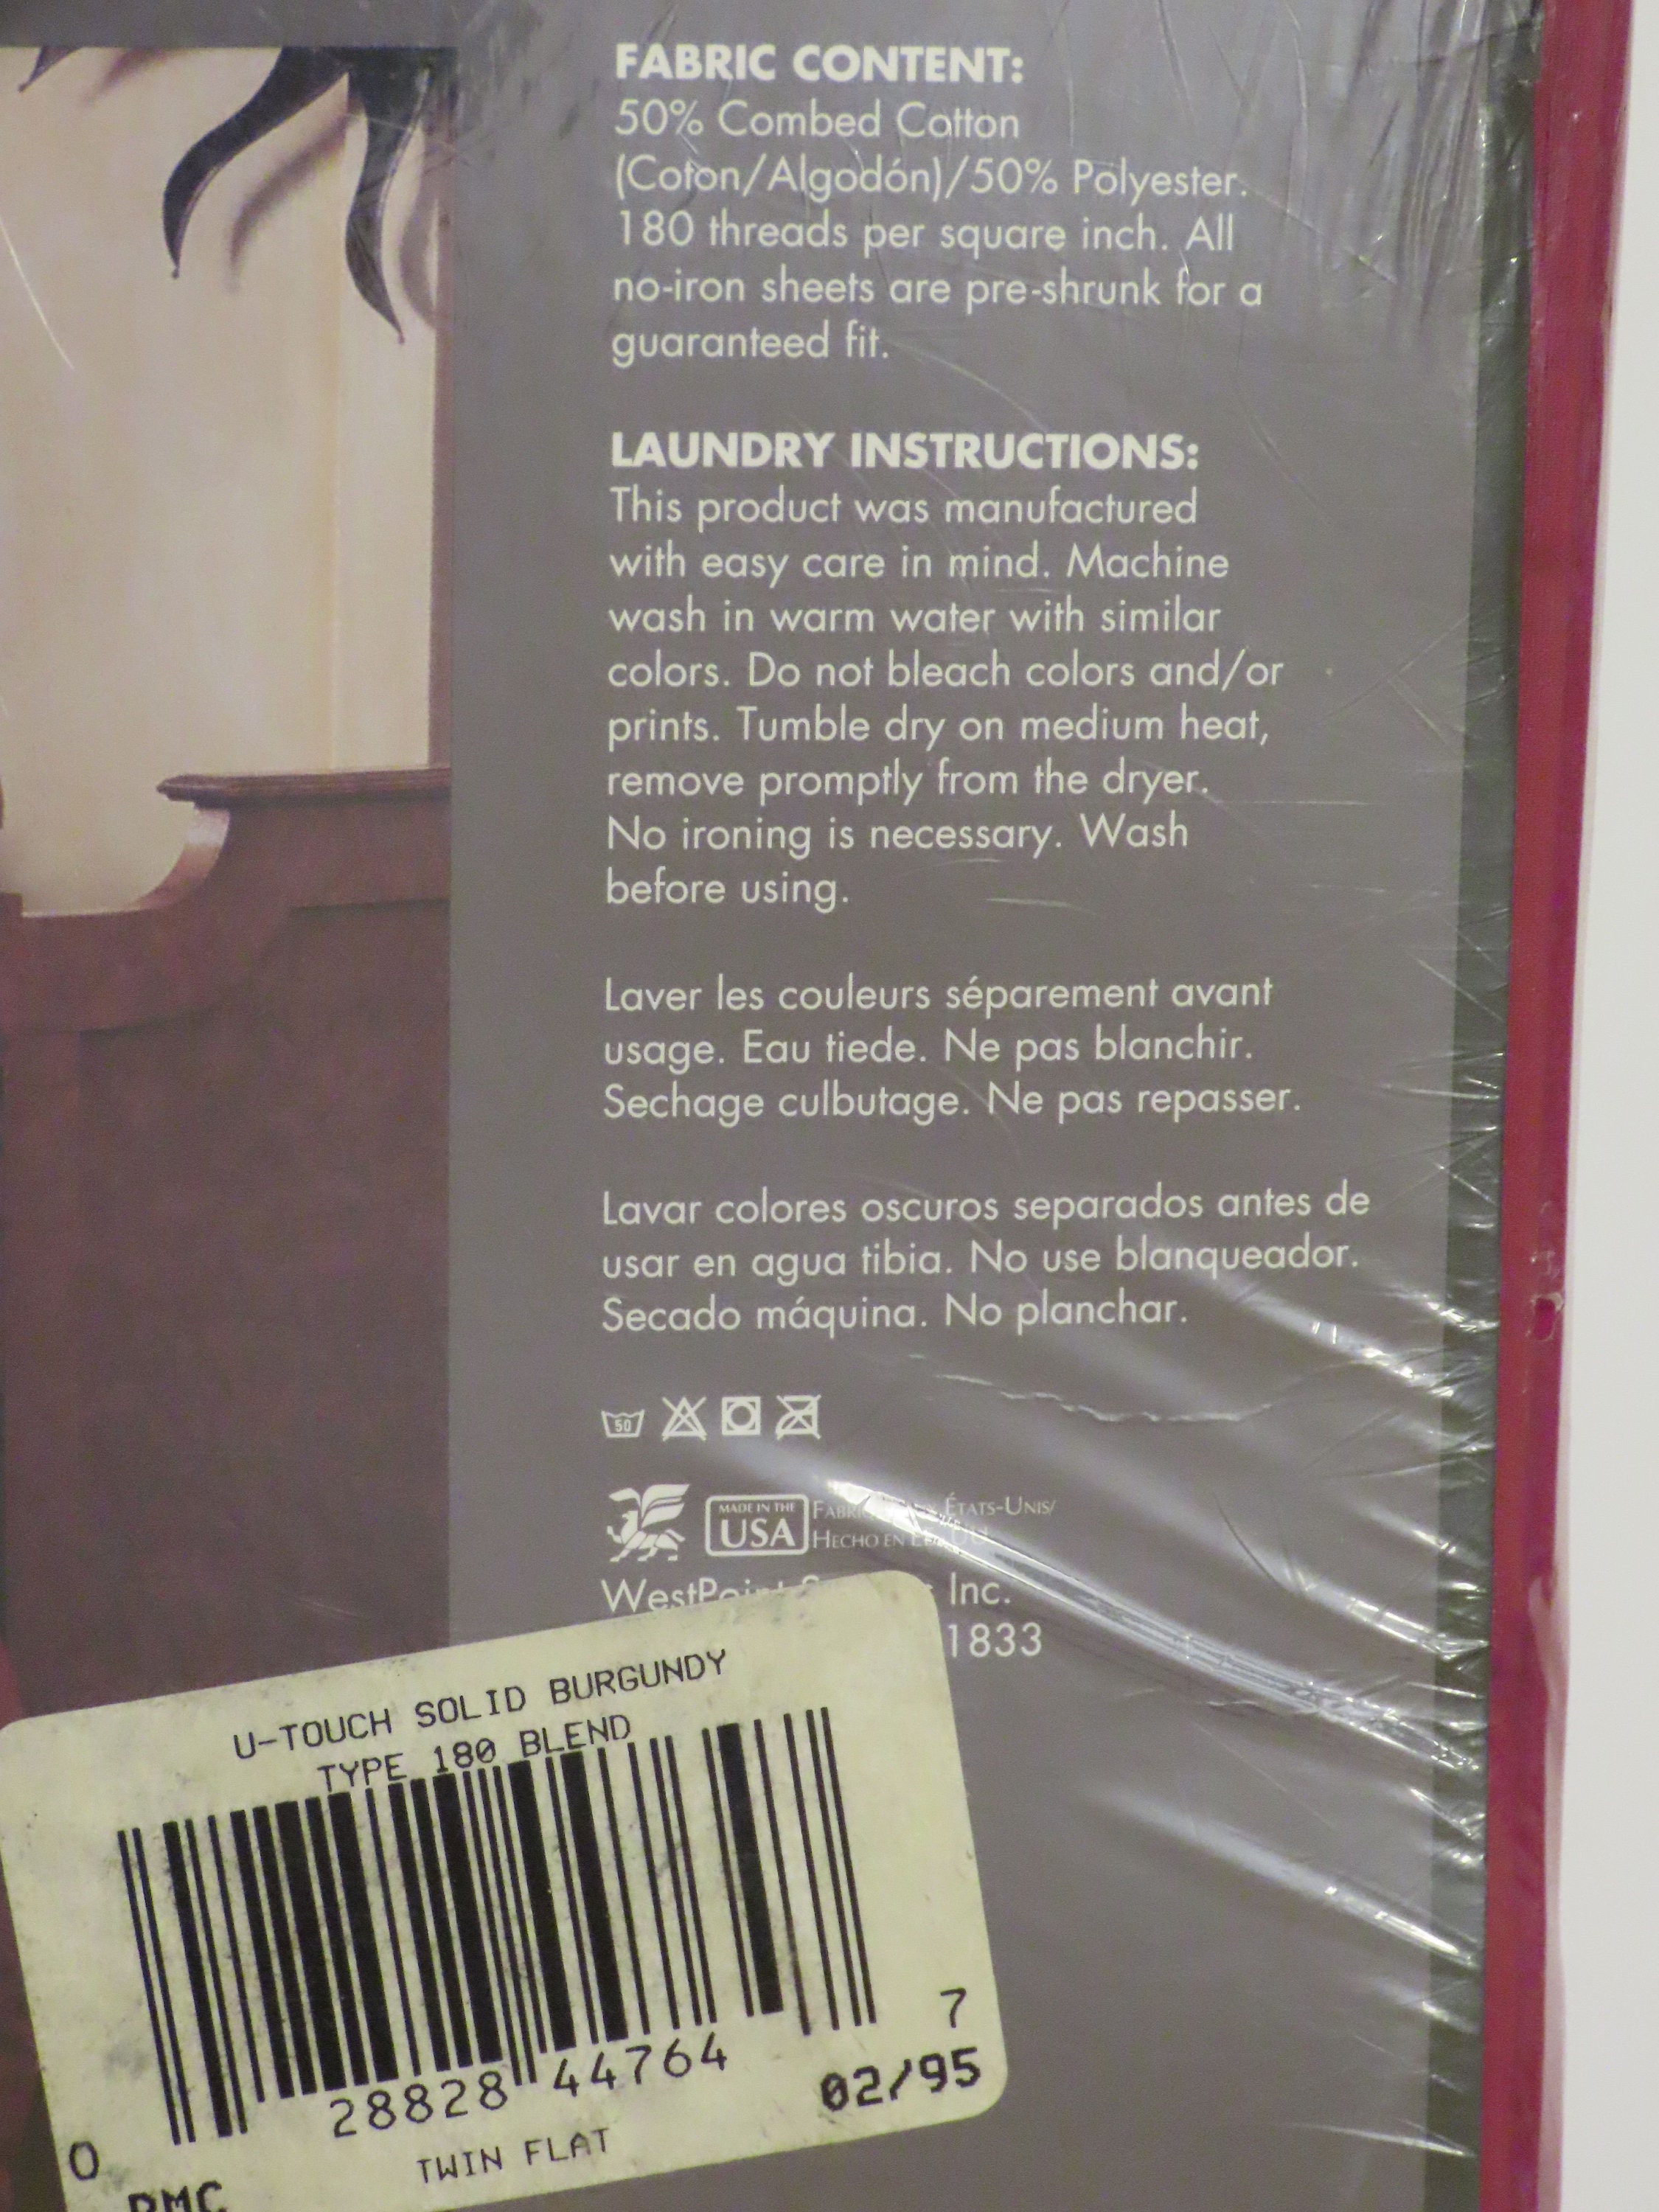 FABRIC CONTENT:
50% Combed Cotton
(Coton/Algodón)/50% Polyester.
180 threads per square inch. All
no-iron sheets are pre-shrunk for a
guaranteed fit.
LAUNDRY INSTRUCTIONS:
This product was manufactured
with easy care in mind. Machine
wash in warm water with similar
colors. Do not bleach colors and/or
prints. Tumble dry on medium heat,
remove promptly from the dryer.
No ironing is necessary. Wash
before using.
Laver les couleurs séparement avant
usage. Eau tiede. Ne pas blanchir.
Sechage culbutage. Ne pas repasser.
Lavar colores oscuros separados antes de
usar en agua tibia. No use blanqueador.
Secado máquina. No planchar.
50
MADE IN THE
USA
ÉTATS-UNIS/
HECHO EN
Inc.
1833
U-TOUCH SOLID BURGUNDY
TYPE 180 BLEND
0 28828 44764 7
02/95
TWIN FLAT